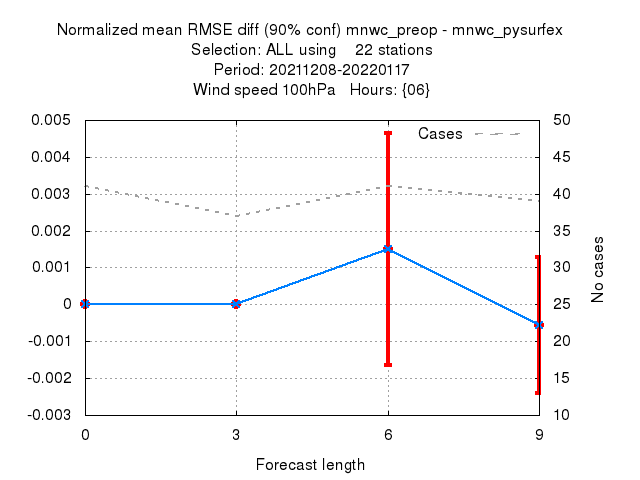 Normalized mean RMSE diff (90% conf) mnwc_preop - mnwc_pysurfex
Selection: ALL using    22 stations
Period: 20211208-20220117
Wind speed 100hPa   Hours: {06}
Cases
0.005
0.004
0.003
0.002
0.001
0
-0.001
-0.002
-0.003
50
45
40
35
30
25
20
15
10
No cases
0 3 6 9
Forecast length